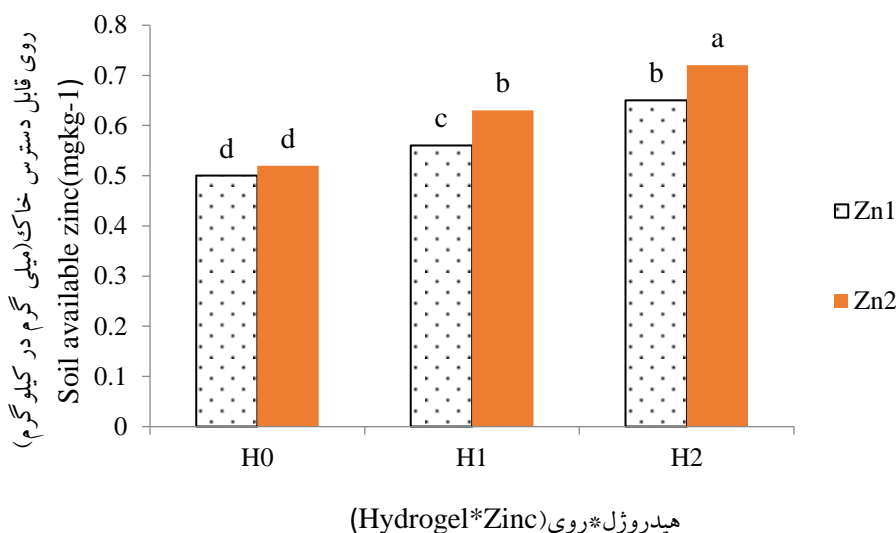 روی قابل دسترس خاک(میلی گرم در کیلوگرم)
Soil available zinc(mgkg-1)
0.8
0.7
0.6
0.5
0.4
0.3
0.2
0.1
0
d
d
c
b
b
a
H0
H1
H2
Zn1
Zn2
هیدروژل*روی(Hydrogel*Zinc)